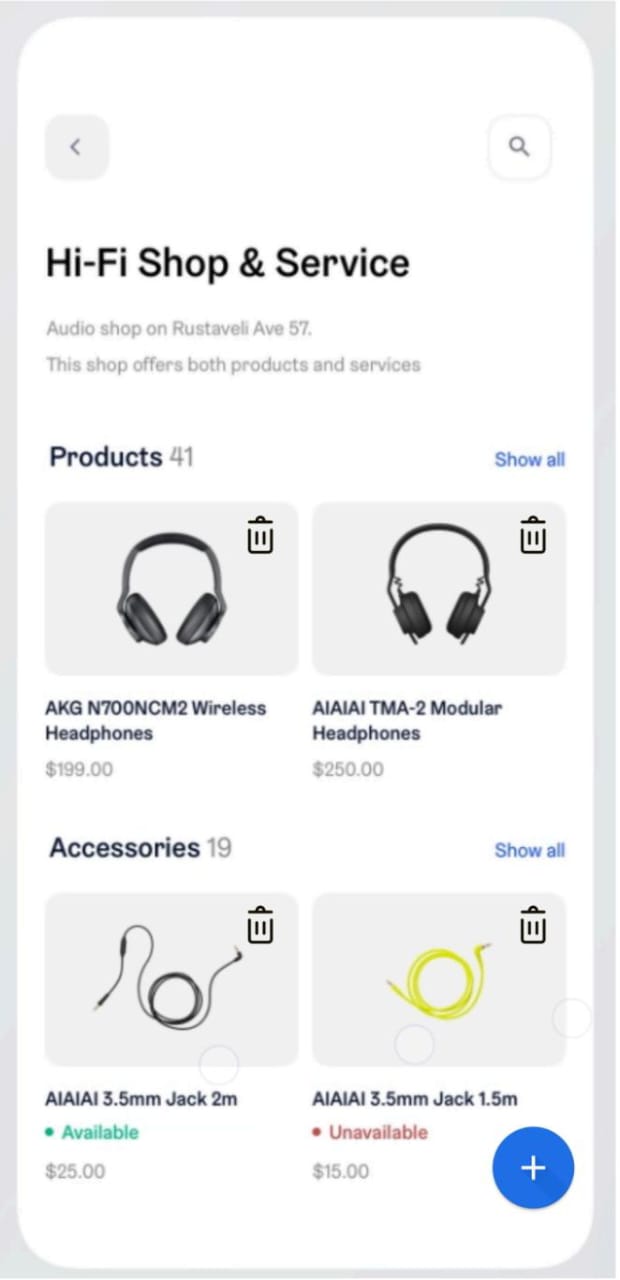 Hi-Fi Shop & Service
Audio shop on Rustaveli Ave 57.
This shop offers both products and services
Products 41
Show all
AKG N700NCM2 Wireless
Headphones
$199.00
AIAIAI TMA-2 Modular
Headphones
$250.00
Accessories 19
Show all
AIAIAI 3.5mm Jack 2m
Available
$25.00
AIAIAI 3.5mm Jack 1.5m
Unavailable
$15.00